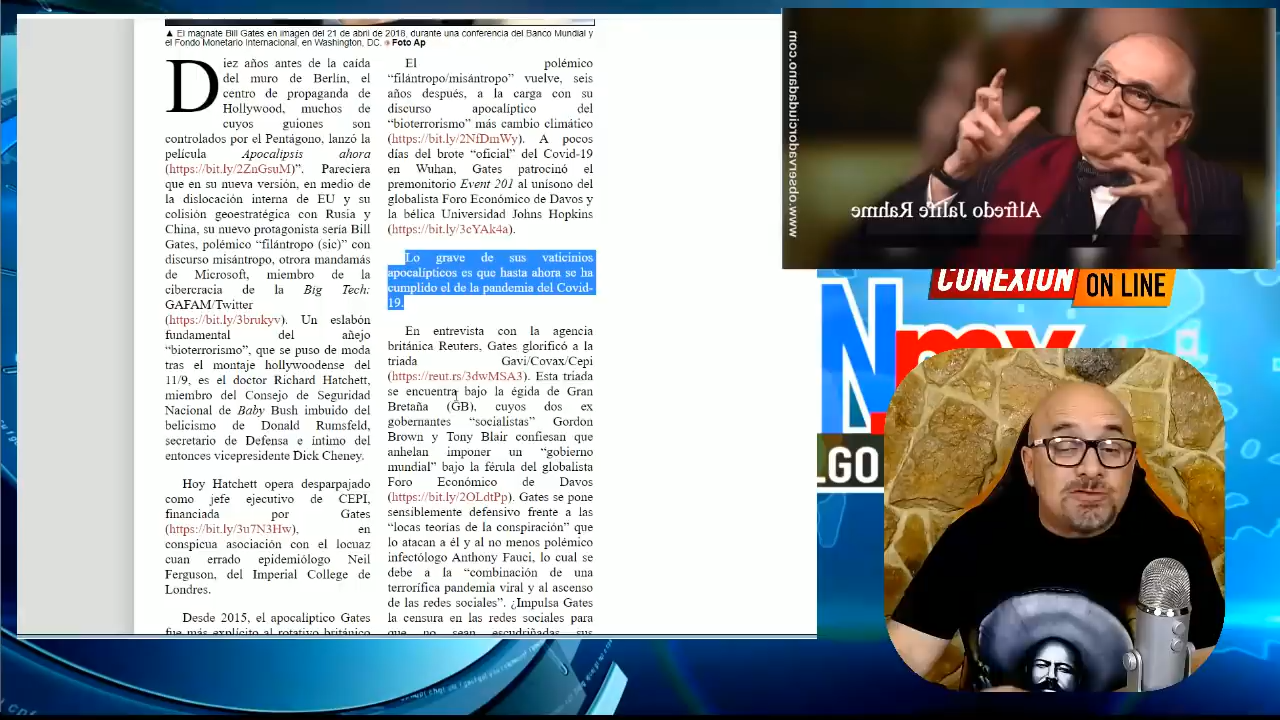 ▲ El magnate Bill Gates en imagen del 21 de abril de 2018, durante una conferencia del Banco Mundial y
el Fondo Monetario Internacional, en Washington, DC. Foto Ap
Diez años antes de la caída
del muro de Berlín, el
centro de propaganda de
Hollywood, muchos de
cuyos guiones son
controlados por el Pentágono, lanzó la
película Apocalipsis ahora
(https://bit.ly/2ZnGsuM)”. Pareciera
que en su nueva versión, en medio de
la dislocación interna de EU y su
colisión geoestratégica con Rusia y
China, su nuevo protagonista sería Bill
Gates, polémico “filántropo (sic)” con
discurso misántropo, otrora mandamás
de Microsoft, miembro de la
cibercracia de la Big Tech:
GAFAM/Twitter
(https://bit.ly/3brukyv). Un eslabón
fundamental del añejo
“bioterrorismo”, que se puso de moda
tras el montaje hollywoodense del
11/9, es el doctor Richard Hatchett,
miembro del Consejo de Seguridad
Nacional de Baby Bush imbuido del
belicismo de Donald Rumsfeld,
secretario de Defensa e íntimo del
entonces vicepresidente Dick Cheney.
Hoy Hatchett opera desparpajado
como jefe ejecutivo de CEPI,
financiada por Gates
(https://bit.ly/3u7N3Hw), en
conspicua asociación con el locuaz
cuan errado epidemiólogo Neil
Ferguson, del Imperial College de
Londres.
Desde 2015, el apocalíptico Gates
fue más explícito al rotativo británico
El polémico
“filántropo/misántropo” vuelve, seis
años después, a la carga con su
discurso apocalíptico del
“bioterrorismo” más cambio climático
(https://bit.ly/2NfDmWy). A pocos
días del brote “oficial” del Covid-19
en Wuhan, Gates patrocinó el
premonitorio Event 201 al unísono del
globalista Foro Económico de Davos y
la bélica Universidad Johns Hopkins
(https://bit.ly/3cYAk4a).
Lo grave de sus vaticinios
apocalípticos es que hasta ahora se ha
cumplido el de la pandemia del Covid-
19.
En entrevista con la agencia
británica Reuters, Gates glorificó a la
triada Gavi/Covax/Cepi
(https://reut.rs/3dwMSA3). Esta triada
se encuentra bajo la égida de Gran
Bretaña (GB), cuyos dos ex
gobernantes “socialistas” Gordon
Brown y Tony Blair confiesan que
anhelan imponer un “gobierno
mundial” bajo la férula del globalista
Foro Económico de Davos
(https://bit.ly/2OLdtPp). Gates se pone
sensiblemente defensivo frente a las
“locas teorías de la conspiración” que
lo atacan a él y al no menos polémico
infectólogo Anthony Fauci, lo cual se
debe a la “combinación de una
terrorífica pandemia viral y al ascenso
de las redes sociales”. ¿Impulsa Gates
la censura en las redes sociales para
que no sean escudriñadas sus
www.observadorciudadano.com
Alfredo Jalife Rahme
CONEXIÓN ON LINE
Nmx
LGO